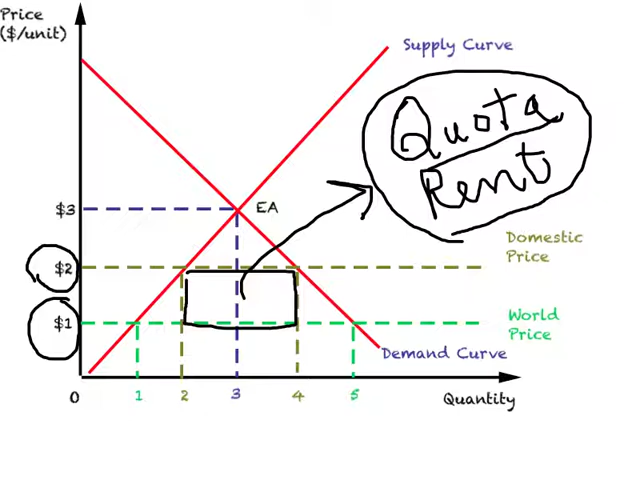 Price
($/unit)
Supply Curve
Quota
Rent
$3
EA
Domestic
Price
$2
$1
World
Price
Demand Curve
0
1
2
3
4
5
Quantity